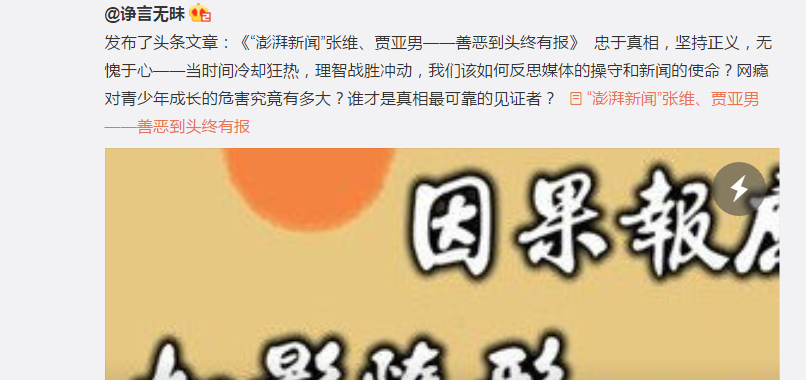 @诤言无昧
发布了头条文章：《“澎湃新闻”张维、贾亚男——善恶到头终有报》 忠于真相，坚持正义，无
愧于心——当时间冷却狂热，理智战胜冲动，我们该如何反思媒体的操守和新闻的使命？网瘾
对青少年成长的危害究竟有多大？谁才是真相最可靠的见证者？ “澎湃新闻”张维、贾亚男
——善恶到头终有报
因果報應
如影隨形